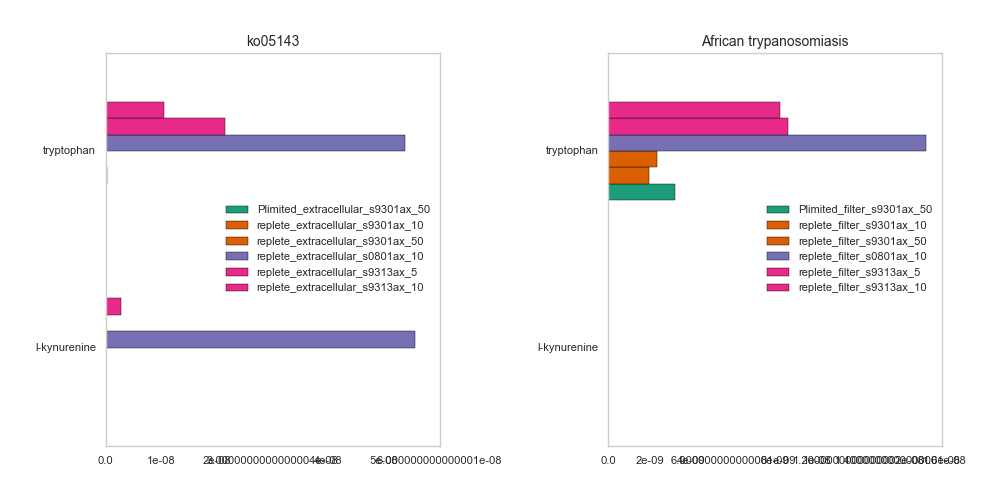 ko05143
tryptophan
l-kynurenine
Plimited_extracellular_s9301ax_50
replete_extracellular_s9301ax_10
replete_extracellular_s9301ax_50
replete_extracellular_s0801ax_10
replete_extracellular_s9313ax_5
replete_extracellular_s9313ax_10
0.0
1e-08
African trypanosomiasis
tryptophan
l-kynurenine
Plimited_filter_s9301ax_50
replete_filter_s9301ax_10
replete_filter_s9301ax_50
replete_filter_s0801ax_10
replete_filter_s9313ax_5
replete_filter_s9313ax_10
0.0
2e-09